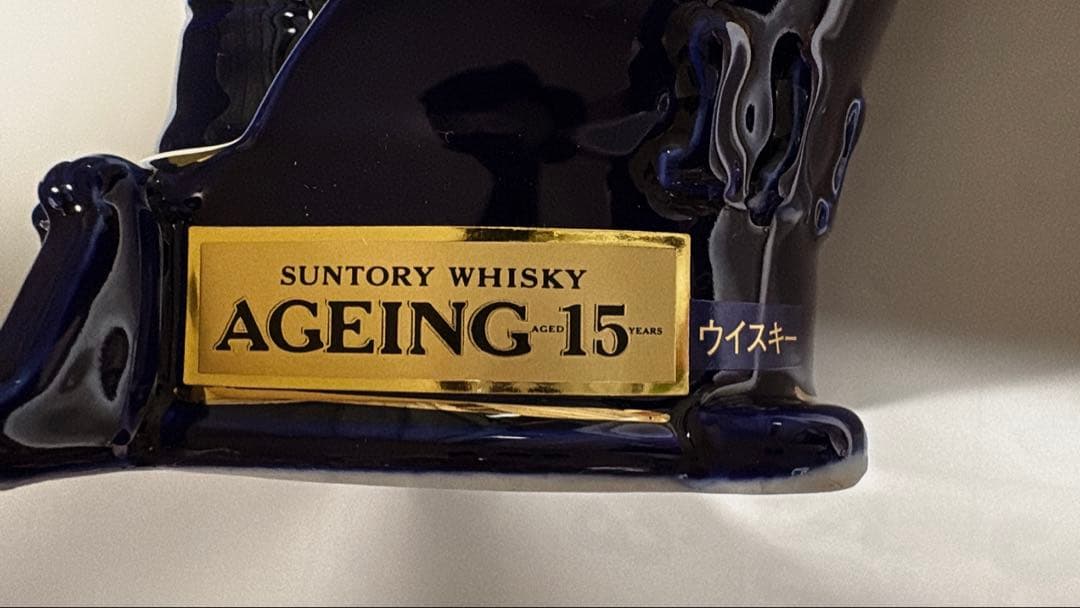 SUNTORY WHISKY
AGEING AGED 15 YEARS
ウイスキー